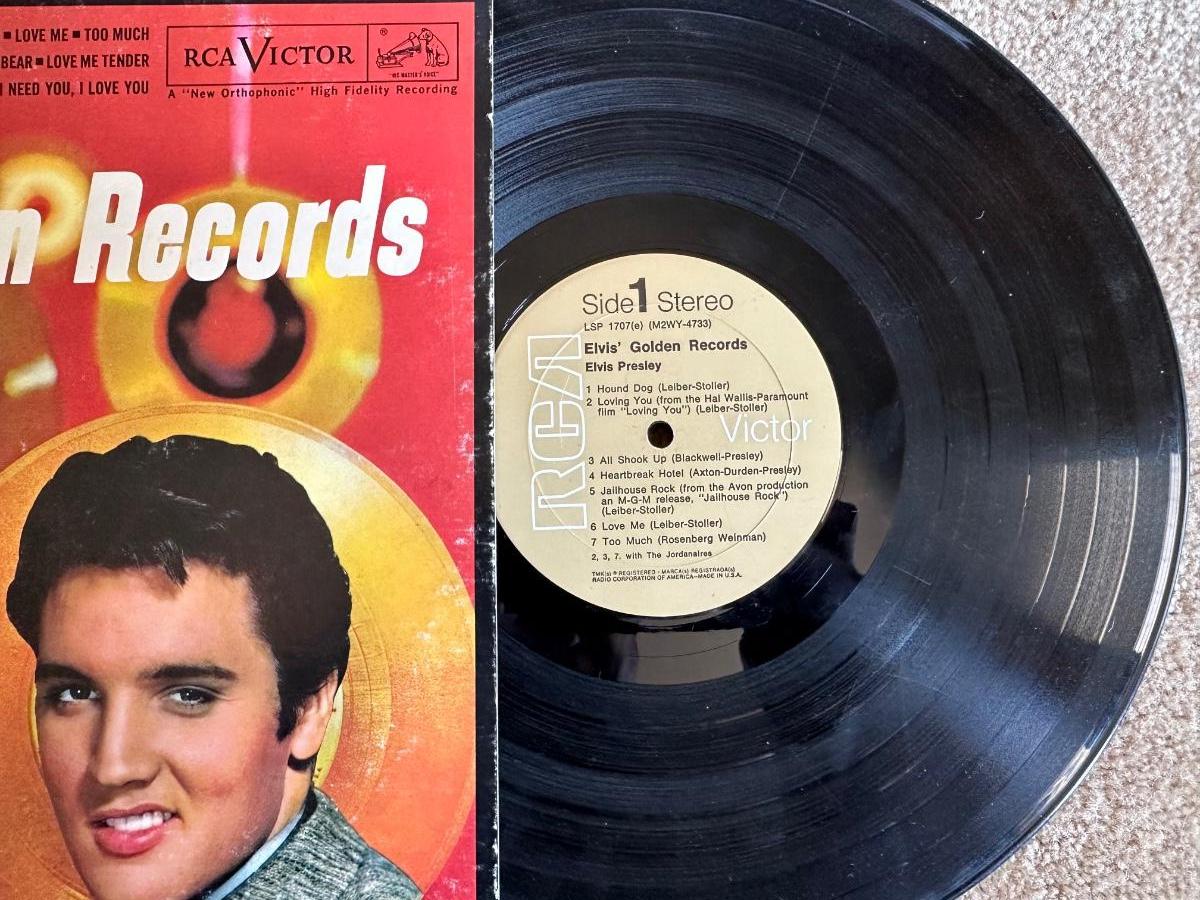 ■ LOVE ME ■ TOO MUCH
BEAR ■ LOVE ME TENDER
I NEED YOU, I LOVE YOU
RCA VICTOR
®
"HIS MASTER'S VOICE"
A "New Orthophonic" High Fidelity Recording
n Records
Side 1 Stereo
LSP 1707(e) (M2WY-4733)
Elvis' Golden Records
Elvis Presley
1 Hound Dog (Leiber-Stoller)
2 Loving You (from the Hal Wallis-Paramount
film "Loving You") (Leiber-Stoller)
RCA
Victor
3 All Shook Up (Blackwell-Presley)
4 Heartbreak Hotel (Axton-Durden-Presley)
5 Jailhouse Rock (from the Avon production
an M-G-M release, "Jailhouse Rock")
(Leiber-Stoller)
6 Love Me (Leiber-Stoller)
7 Too Much (Rosenberg Weinman)
2, 3, 7. with The Jordanaires
TMK(s) ® REGISTERED • MARCA(s) REGISTRADA(s)
RADIO CORPORATION OF AMERICA—MADE IN U.S.A.